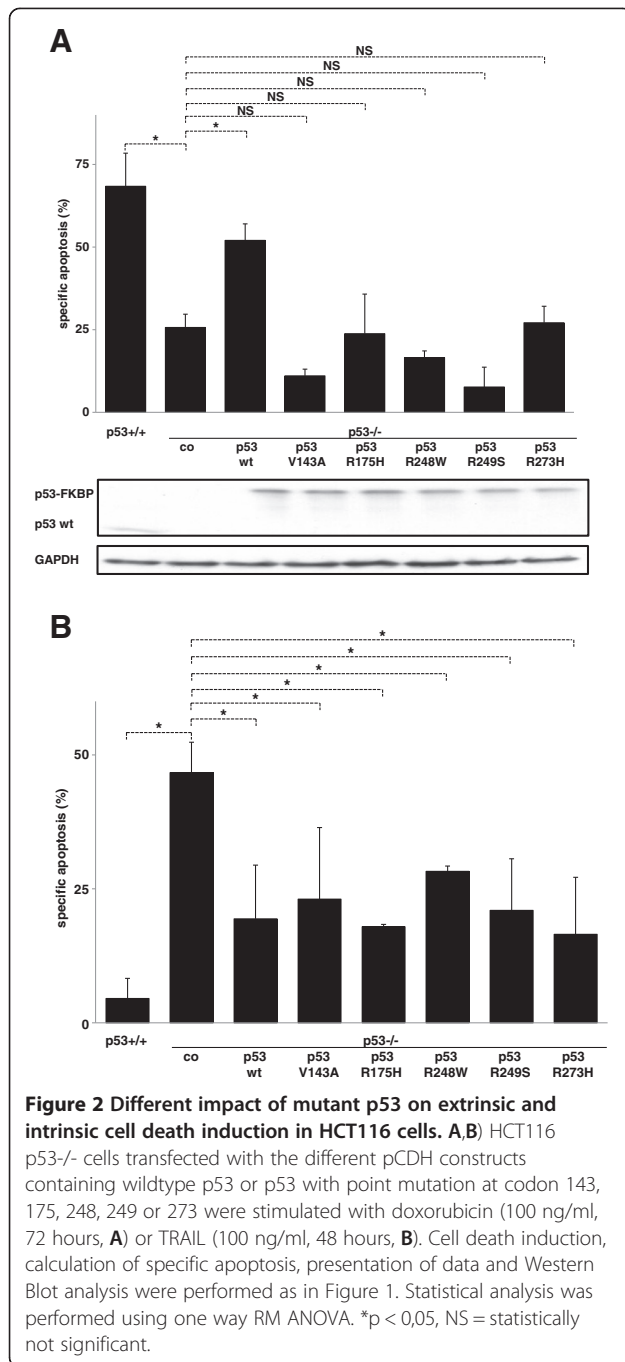 A
NS
NS
NS
NS
NS
* *
75
50
25
0
specific apoptosis (%)
p53+/+ p53-/-
co p53 wt p53 V143A p53 R175H p53 R248W p53 R249S p53 R273H
p53-FKBP
p53 wt
GAPDH
B
*
*
*
*
*
*
*
50
25
0
specific apoptosis (%)
p53+/+ p53-/-
co p53 wt p53 V143A p53 R175H p53 R248W p53 R249S p53 R273H
Figure 2 Different impact of mutant p53 on extrinsic and
intrinsic cell death induction in HCT116 cells. A,B) HCT116
p53-/- cells transfected with the different pCDH constructs
containing wildtype p53 or p53 with point mutation at codon 143,
175, 248, 249 or 273 were stimulated with doxorubicin (100 ng/ml,
72 hours, A) or TRAIL (100 ng/ml, 48 hours, B). Cell death induction,
calculation of specific apoptosis, presentation of data and Western
Blot analysis were performed as in Figure 1. Statistical analysis was
performed using one way RM ANOVA. *p < 0,05, NS = statistically
not significant.